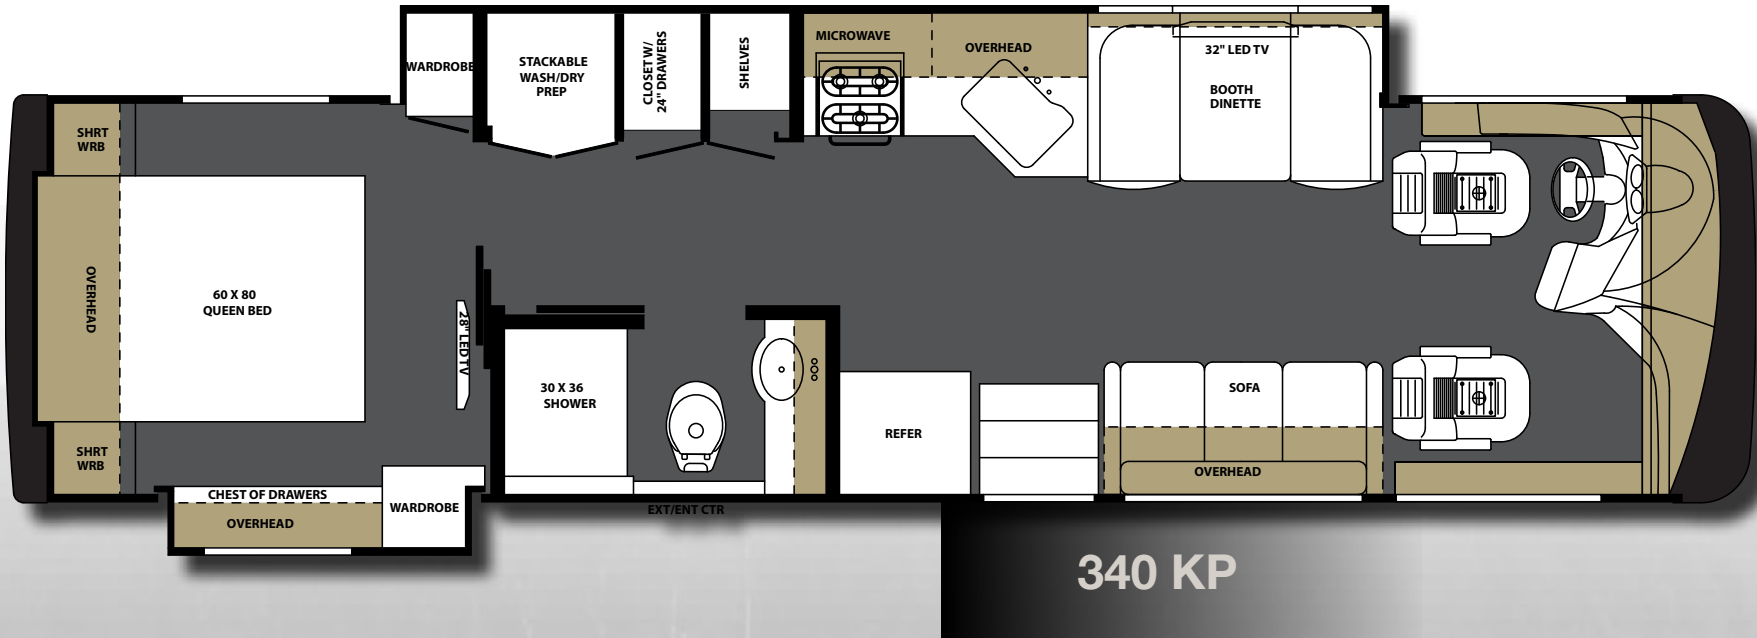 WARDROBE
STACKABLE
WASH/DRY
PREP
CLOSET W/
24" DRAWERS
SHELVES
MICROWAVE
OVERHEAD
32" LED TV
BOOTH
DINETTE
SHRT
WRB
OVERHEAD
60 X 80
QUEEN BED
28" LED TV
30 X 36
SHOWER
REFER
SOFA
OVERHEAD
SHRT
WRB
CHEST OF DRAWERS
OVERHEAD
WARDROBE
EXT/ENT CTR
340 KP